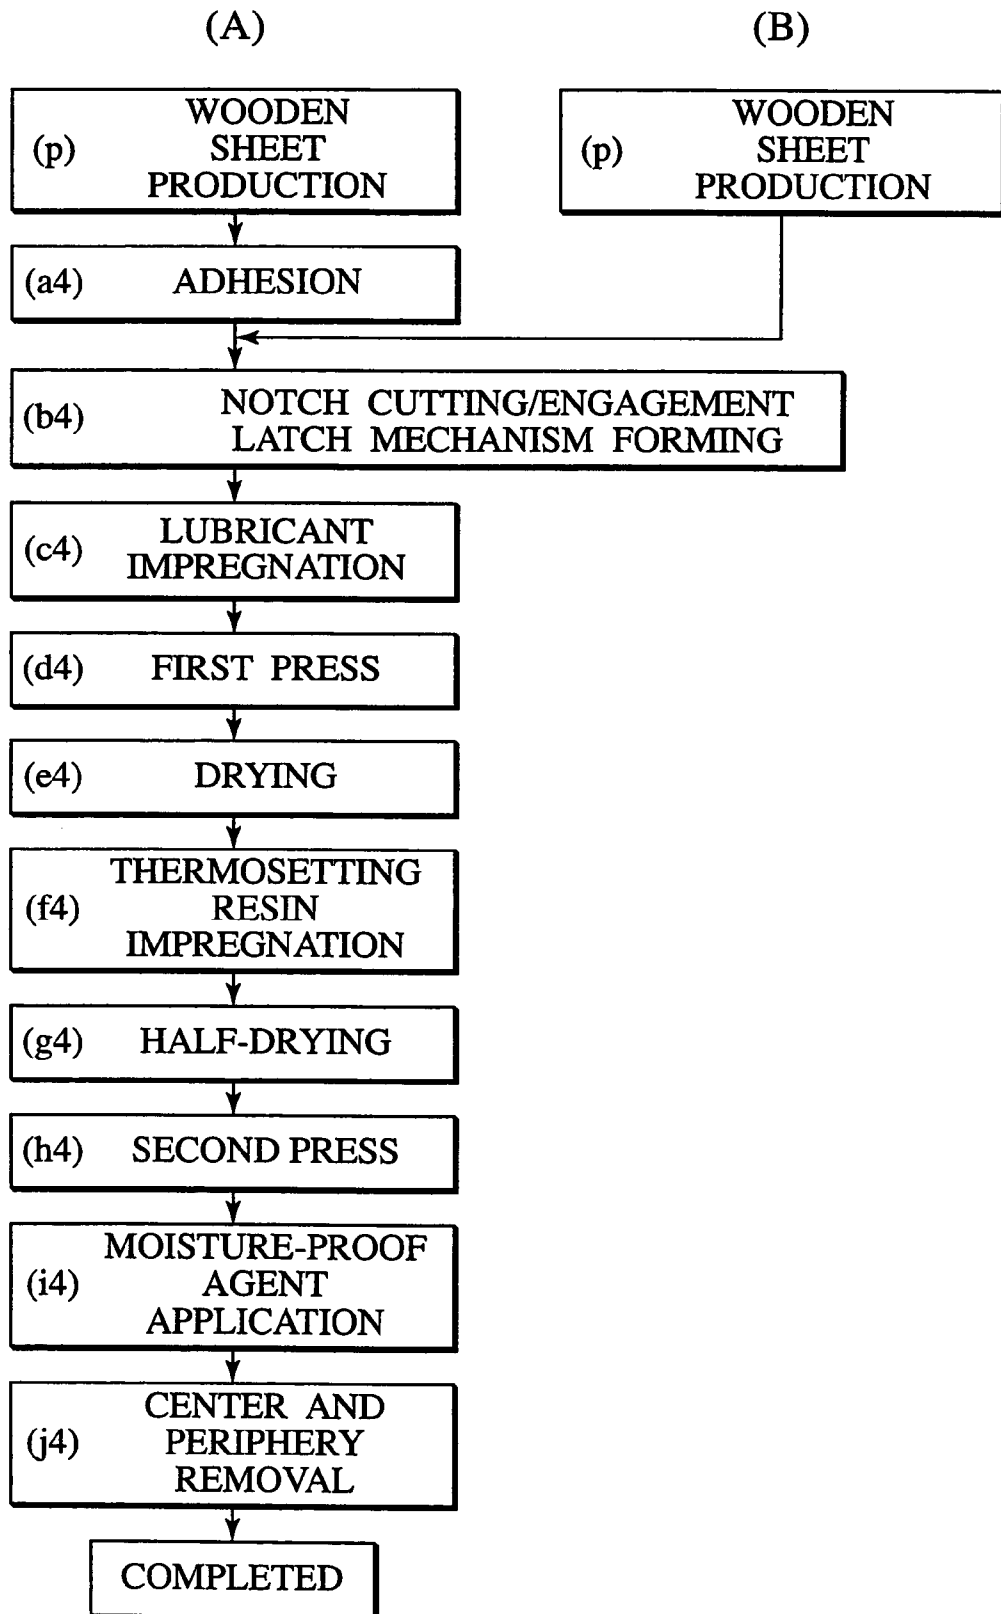 (A)
(B)
(p)
WOODEN
SHEET
PRODUCTION
(p)
WOODEN
SHEET
PRODUCTION
(a4) ADHESION
(b4)
NOTCH CUTTING/ENGAGEMENT
LATCH MECHANISM FORMING
(c4)
LUBRICANT
IMPREGNATION
(d4) FIRST PRESS
(e4) DRYING
(f4)
THERMOSETTING
RESIN
IMPREGNATION
(g4) HALF-DRYING
(h4) SECOND PRESS
(i4)
MOISTURE-PROOF
AGENT
APPLICATION
(j4)
CENTER AND
PERIPHERY
REMOVAL
COMPLETED